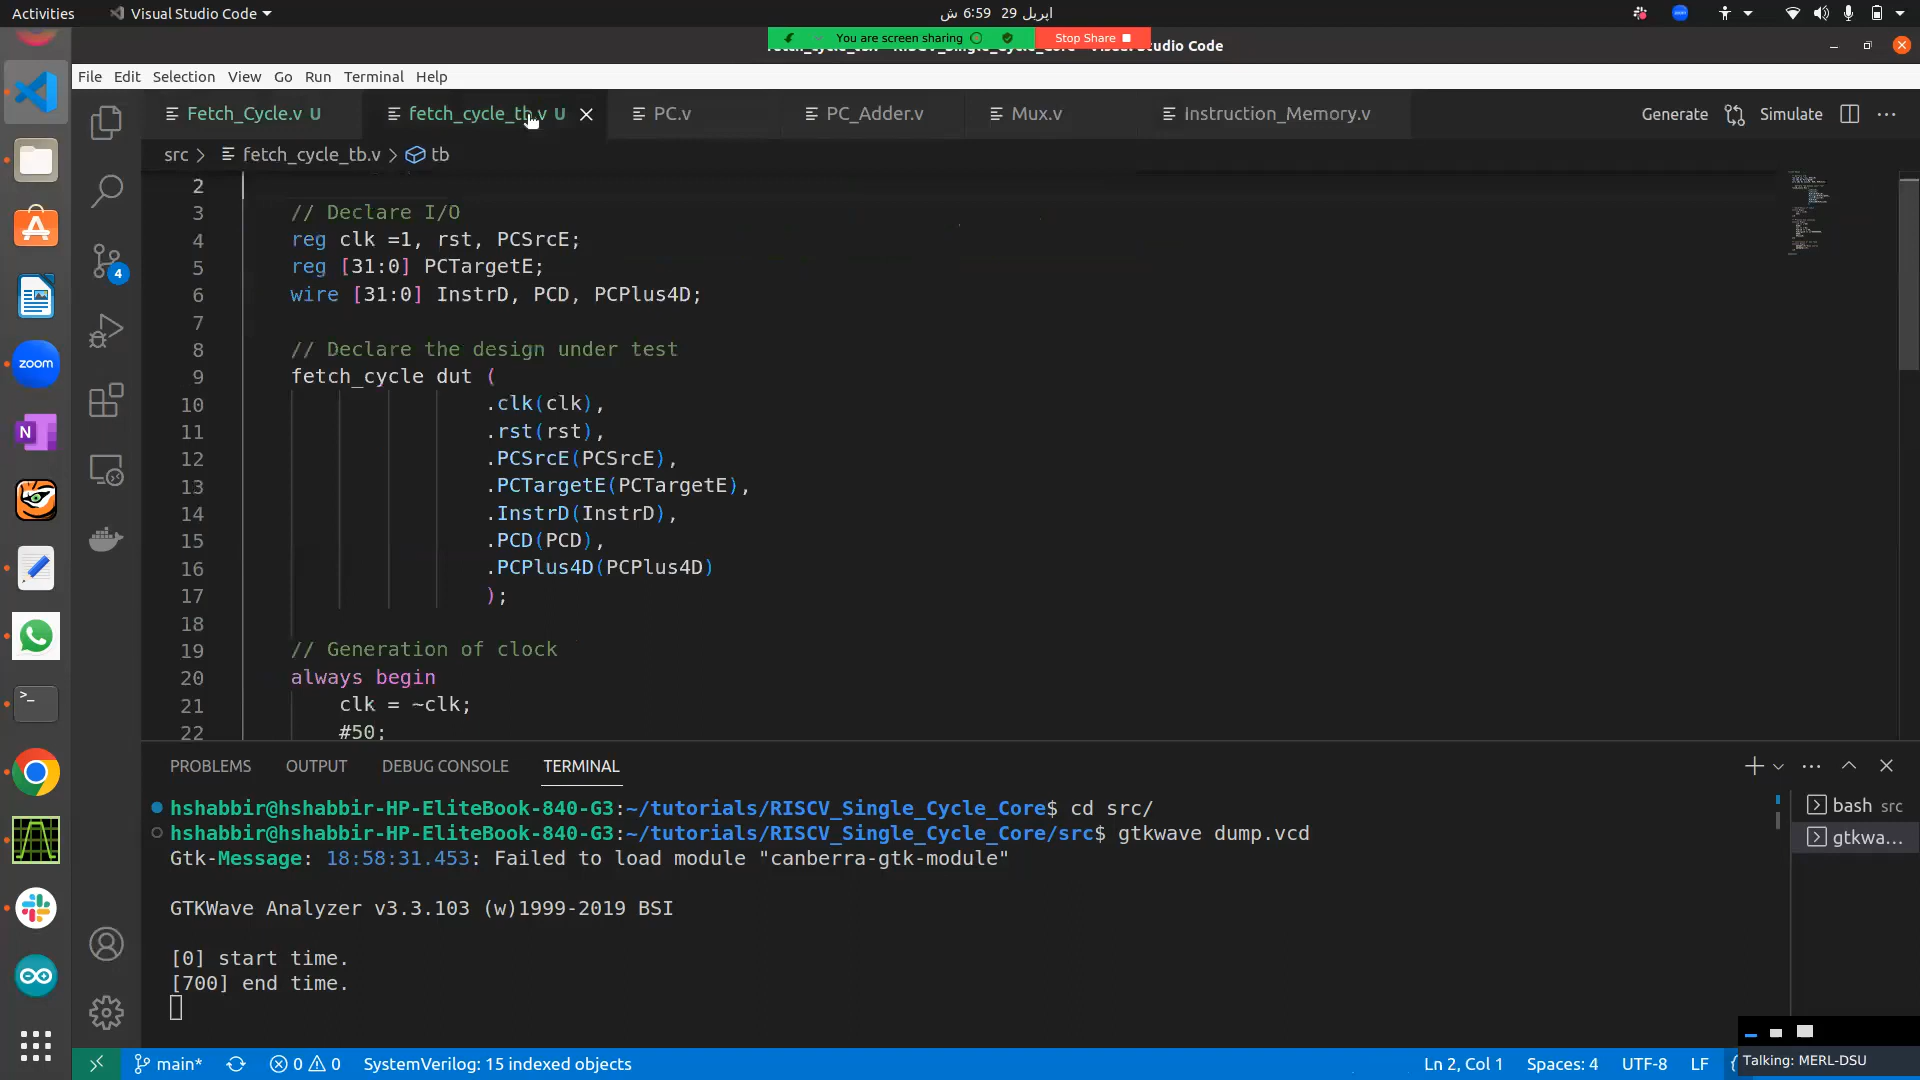 Activities
Visual Studio Code
اپریل 29 6:59 ش
You are screen sharing
Stop Share
Visual Studio Code
File Edit Selection View Go Run Terminal Help
Fetch_Cycle.v U
fetch_cycle_tb.v U
PC.v
PC_Adder.v
Mux.v
Instruction_Memory.v
Generate
Simulate
src > fetch_cycle_tb.v > tb
2
3 // Declare I/O
4 reg clk =1, rst, PCSrcE;
5 reg [31:0] PCTargetE;
6 wire [31:0] InstrD, PCD, PCPlus4D;
7
8 // Declare the design under test
9 fetch_cycle dut (
10 .clk(clk),
11 .rst(rst),
12 .PCSrcE(PCSrcE),
13 .PCTargetE(PCTargetE),
14 .InstrD(InstrD),
15 .PCD(PCD),
16 .PCPlus4D(PCPlus4D)
17 );
18
19 // Generation of clock
20 always begin
21 clk = ~clk;
22 #50;
4
zoom
N
PROBLEMS OUTPUT DEBUG CONSOLE TERMINAL
hshabbir@hshabbir-HP-EliteBook-840-G3:~/tutorials/RISCV_Single_Cycle_Core$ cd src/
hshabbir@hshabbir-HP-EliteBook-840-G3:~/tutorials/RISCV_Single_Cycle_Core/src$ gtkwave dump.vcd
Gtk-Message: 18:58:31.453: Failed to load module "canberra-gtk-module"
GTKWave Analyzer v3.3.103 (w)1999-2019 BSI
[0] start time.
[700] end time.
bash src
gtkwa...
main* 0 0 SystemVerilog: 15 indexed objects
Ln 2, Col 1 Spaces: 4 UTF-8 LF
Talking: MERL-DSU